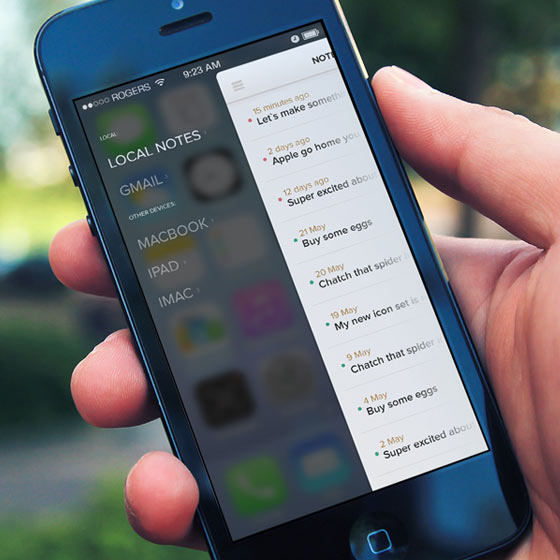 ROGERS 9:23 AM
LOCAL:
LOCAL NOTES
GMAIL
OTHER DEVICES:
MACBOOK
IPAD
IMAC
NOTE
15 minutes ago
Let's make somethi
2 days ago
Apple go home you
12 days ago
Super excited about
21 May
Buy some eggs
20 May
Chatch that spider
19 May
My new icon set is
9 May
Chatch that spider
4 May
Buy some eggs
2 May
Super excited abou